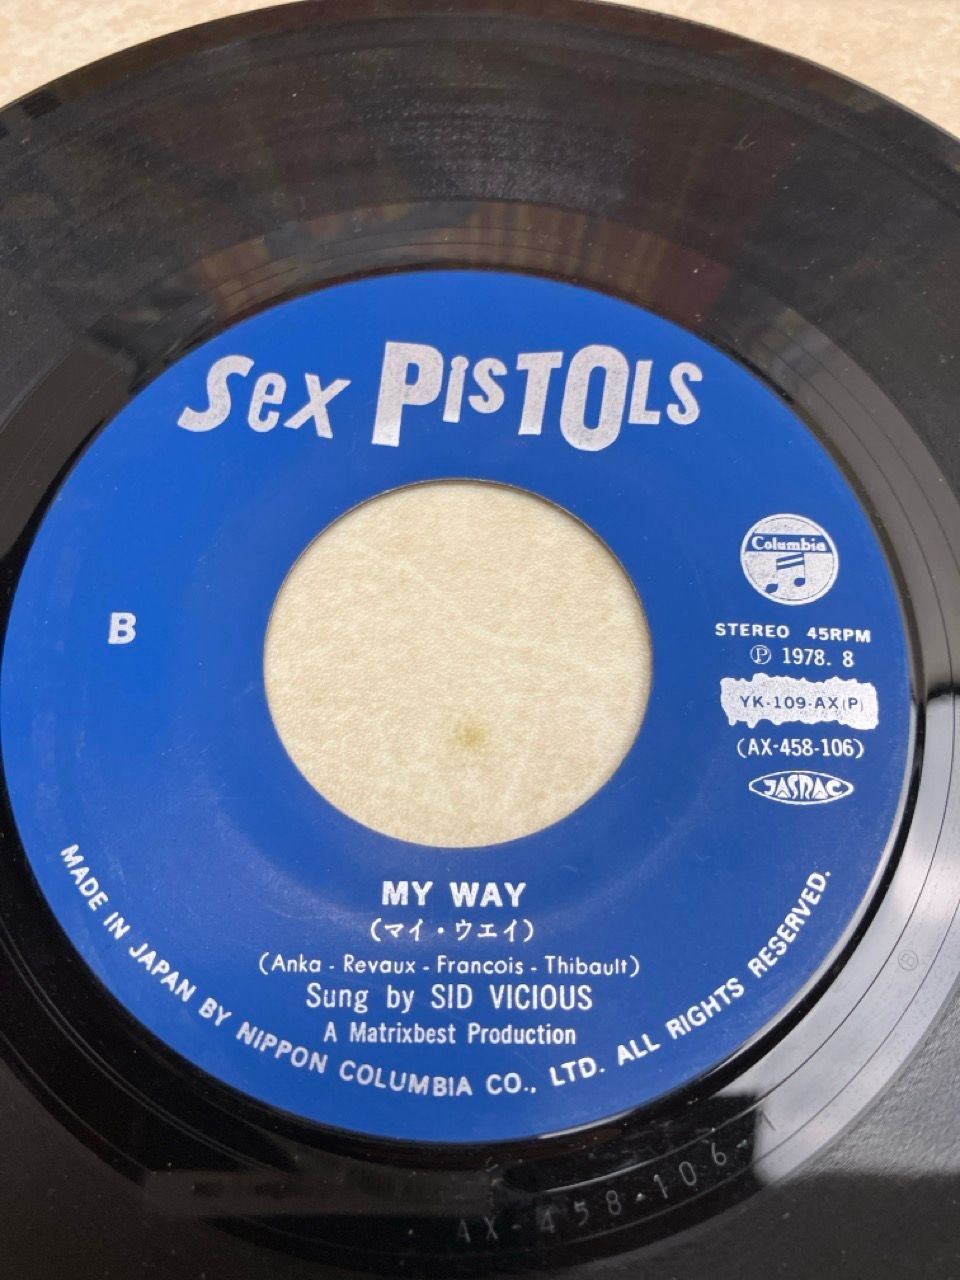 Sex PISTOLS
Columbia
B
STEREO 45RPM
Ⓟ 1978. 8
YK-109-AX(P)
(AX-458-106)
JASRAC
MY WAY
(マイ・ウエイ)
(Anka - Revaux - Francois - Thibault)
Sung by SID VICIOUS
A Matrixbest Production
MADE IN JAPAN BY NIPPON COLUMBIA CO., LTD. ALL RIGHTS RESERVED.
AX-458-106-1